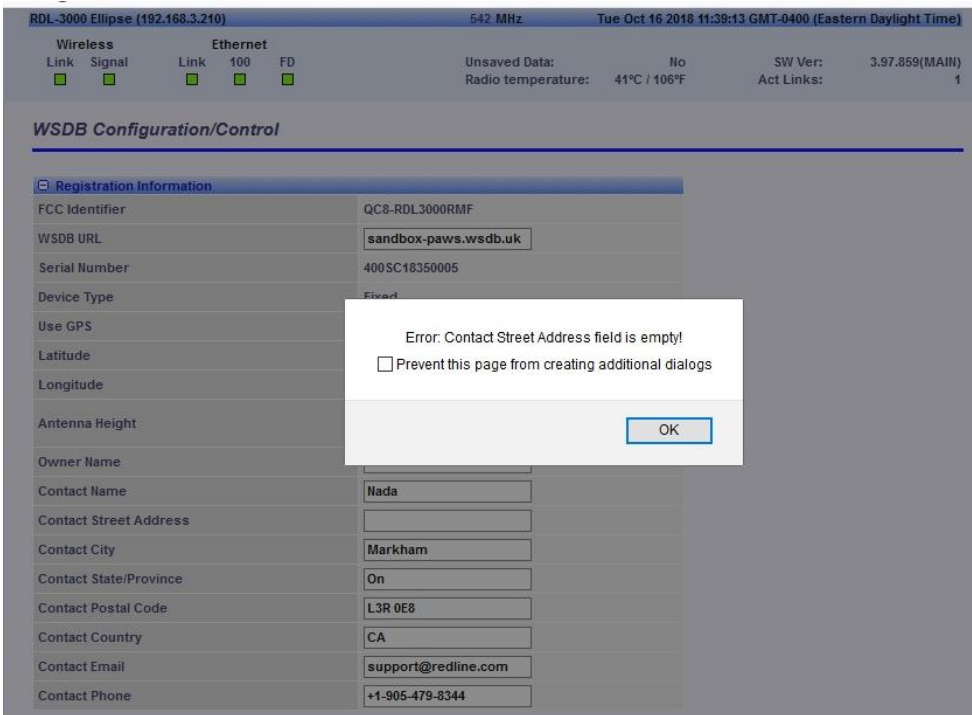 RDL-3000 Ellipse (192.168.3.210) 542 MHz Tue Oct 16 2018 11:39:13 GMT-0400 (Eastern Daylight Time)
Wireless Ethernet
Link Signal Link 100 FD Unsaved Data: No SW Ver: 3.97.859(MAIN)
Radio temperature: 41°C / 106°F Act Links: 1
WSDB Configuration/Control
Registration Information
FCC Identifier QC8-RDL3000RMF
WSDB URL sandbox-paws.wsdb.uk
Serial Number 400SC18350005
Device Type Fixed
Use GPS
Latitude
Longitude
Antenna Height
Error: Contact Street Address field is empty!
Prevent this page from creating additional dialogs
OK
Owner Name
Contact Name Nada
Contact Street Address
Contact City Markham
Contact State/Province On
Contact Postal Code L3R 0E8
Contact Country CA
Contact Email support@redline.com
Contact Phone +1-905-479-8344